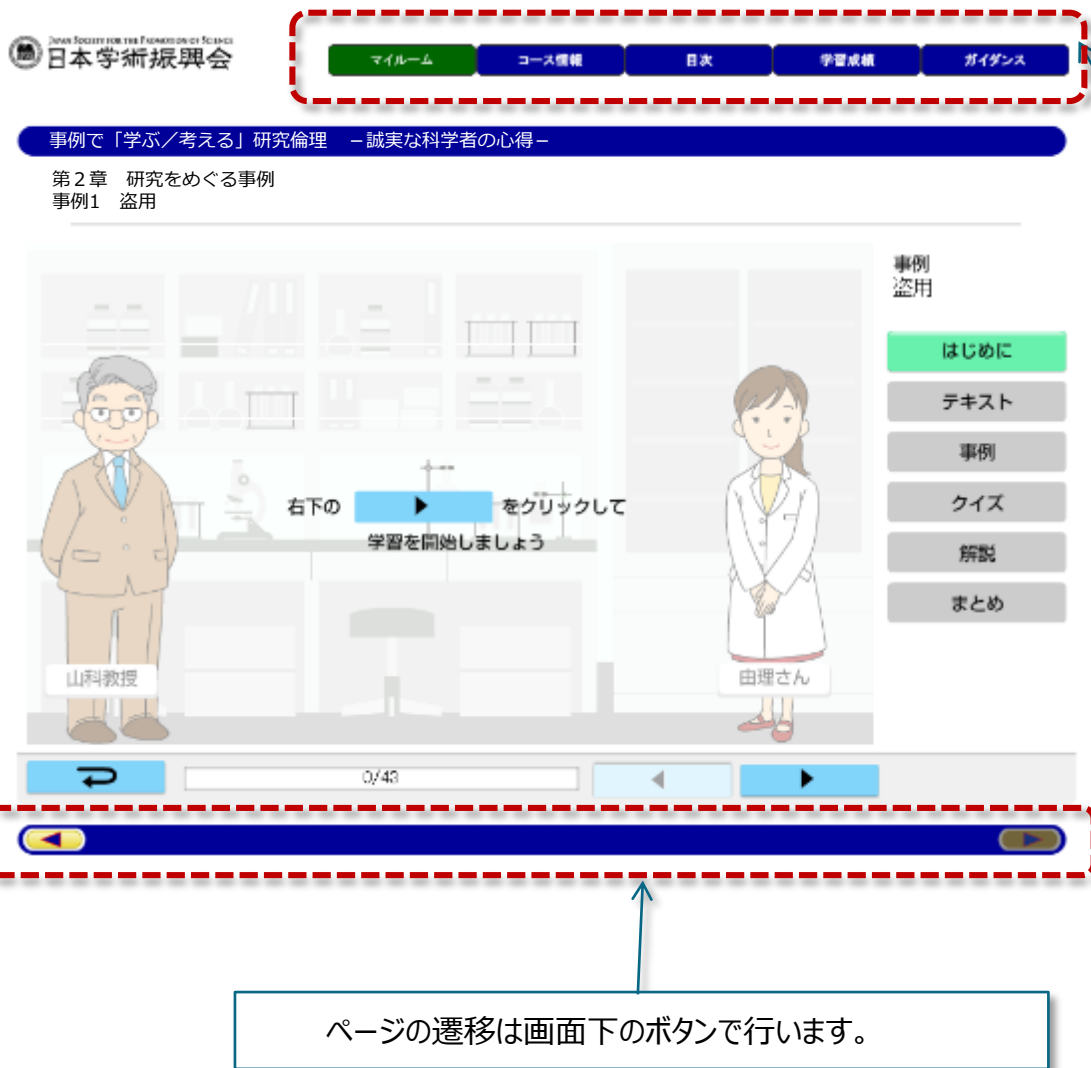 JAPAN SOCIETY FOR THE PROMOTION OF SCIENCE
日本学術振興会
マイルーム
コース情報
目次
学習成績
ガイダンス
事例で「学ぶ／考える」研究倫理 －誠実な科学者の心得－
第２章 研究をめぐる事例
事例1 盗用
事例
盗用
はじめに
テキスト
事例
クイズ
解説
まとめ
右下の ▶ をクリックして
学習を開始しましょう
山科教授
由理さん
0/43
ページの遷移は画面下のボタンで行います。